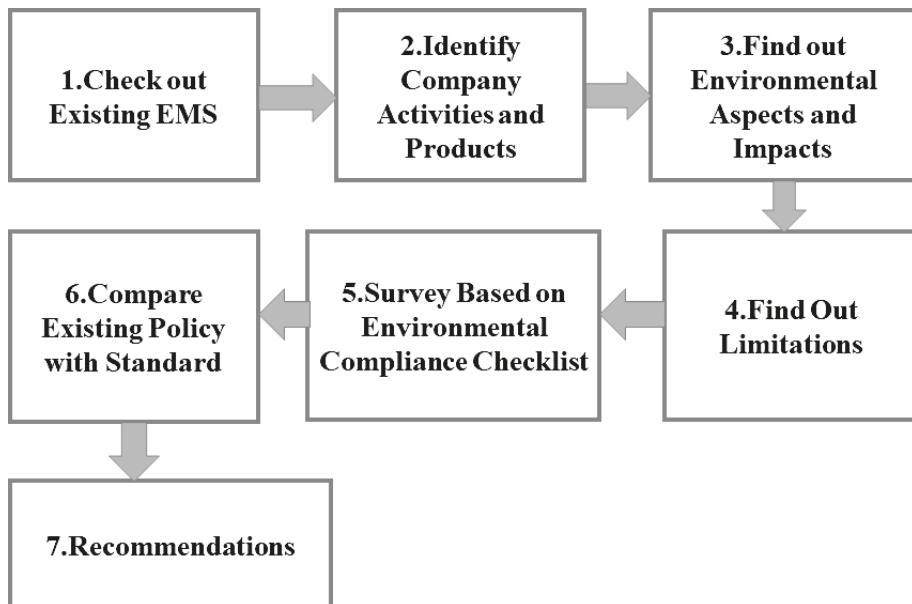 1.Check out
Existing EMS
2.Identify
Company
Activities and
Products
3.Find out
Environmental
Aspects and
Impacts
4.Find Out
Limitations
5.Survey Based on
Environmental
Compliance Checklist
6.Compare
Existing Policy
with Standard
7.Recommendations